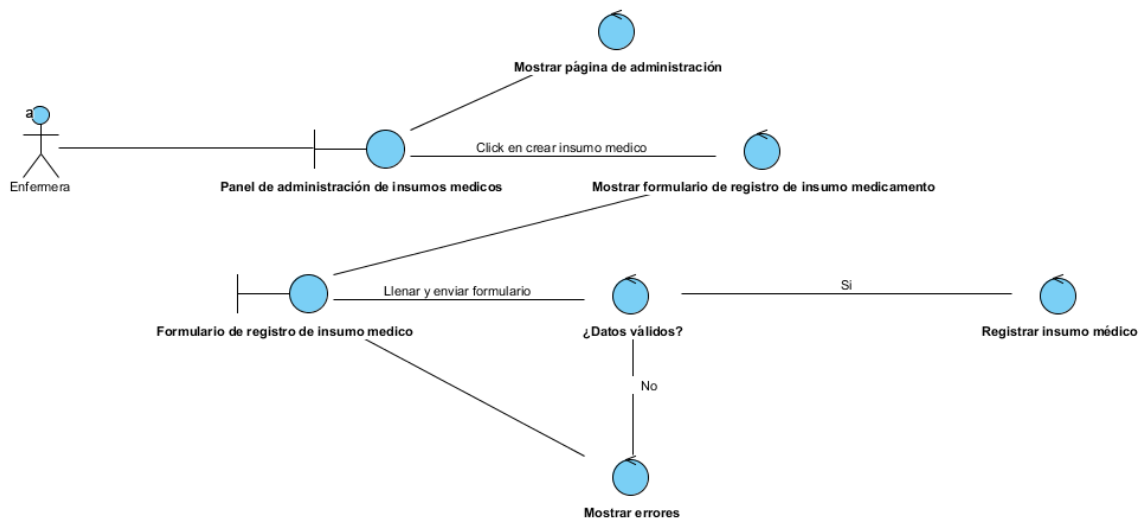 Mostrar página de administración
a
Enfermera
Click en crear insumo medico
Panel de administración de insumos medicos
Mostrar formulario de registro de insumo medicamento
Llenar y enviar formulario
Si
Formulario de registro de insumo medico
¿Datos válidos?
Registrar insumo médico
No
Mostrar errores